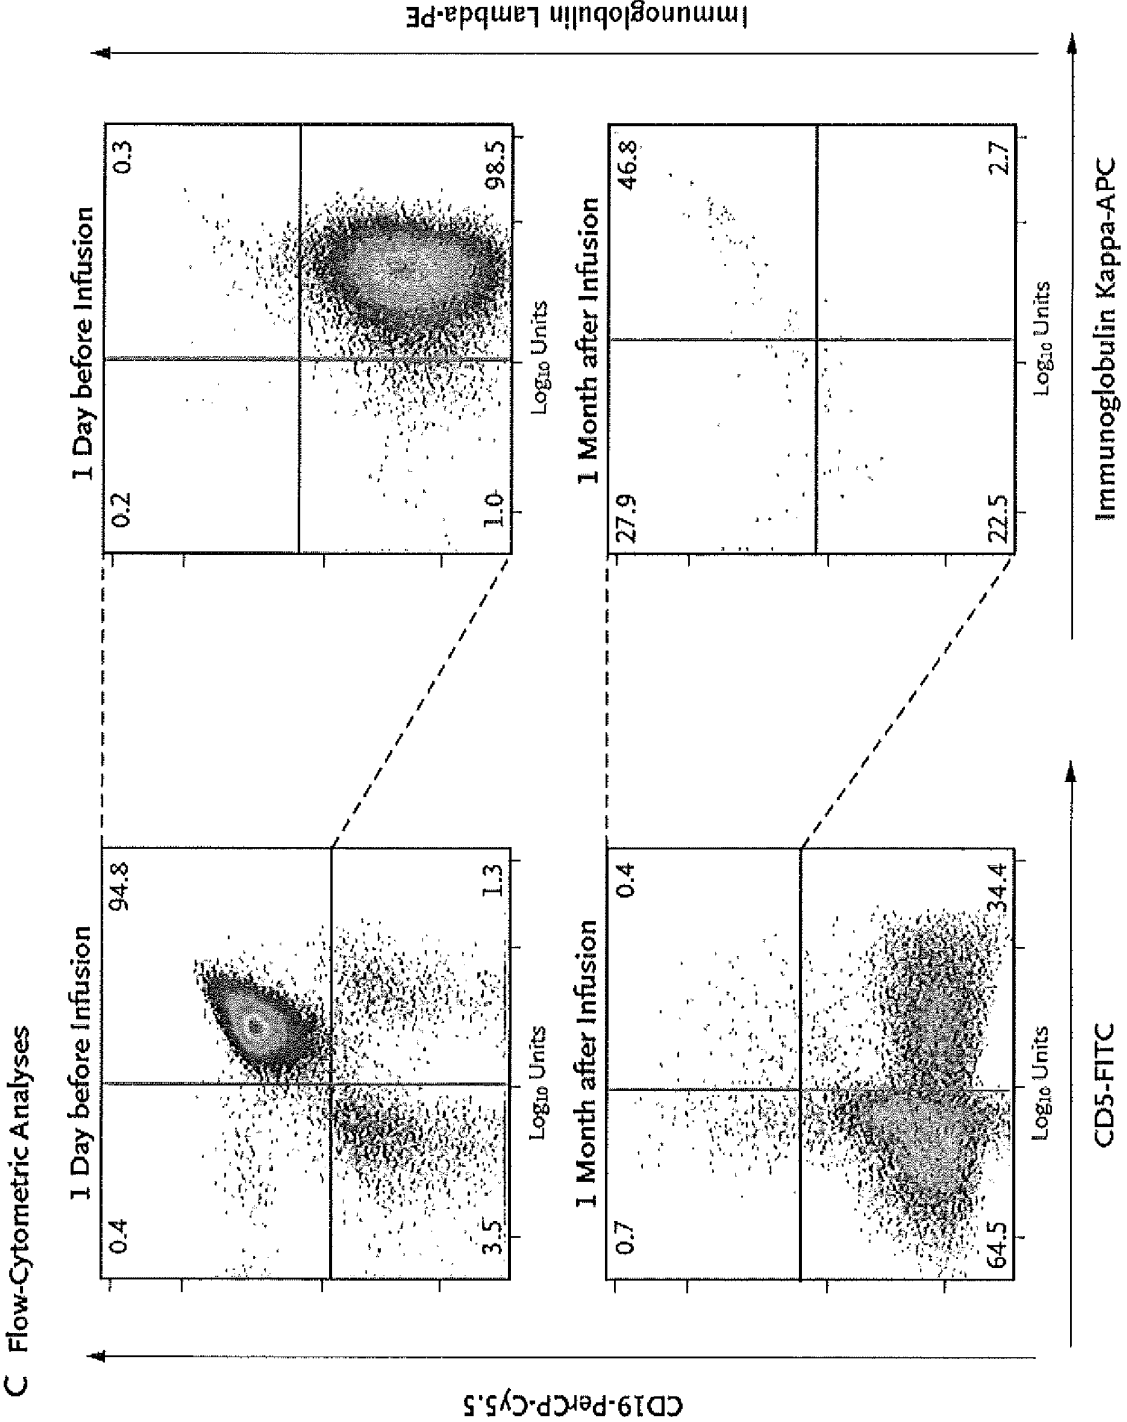 C Flow-Cytometric Analyses
1 Day before Infusion
0.4
94.8
3.5
1.3
Log10 Units
1 Day before Infusion
0.2
0.3
1.0
98.5
Log10 Units
1 Month after Infusion
0.7
0.4
64.5
34.4
Log10 Units
1 Month after Infusion
27.9
46.8
22.5
2.7
Log10 Units
CD19-PerCP-Cy5.5
Immunoglobulin Lambda-PE
CD5-FITC
Immunoglobulin Kappa-APC